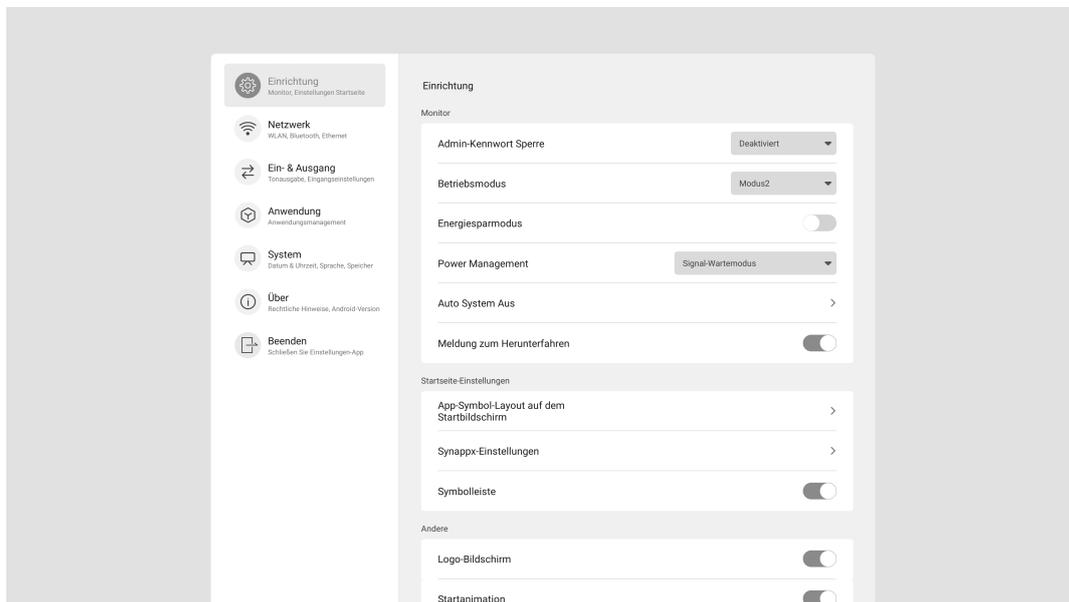 Einrichtung
Monitor, Einstellungen Startseite
Netzwerk
WLAN, Bluetooth, Ethernet
Ein- & Ausgang
Tonausgabe, Eingangseinstellungen
Anwendung
Anwendungsmanagement
System
Datum & Uhrzeit, Sprache, Speicher
Über
Rechtliche Hinweise, Android-Version
Beenden
Schließen Sie Einstellungen-App
Einrichtung
Monitor
Admin-Kennwort Sperre
Deaktiviert
Betriebsmodus
Modus2
Energiesparmodus
Power Management
Signal-Wartemodus
Auto System Aus
Meldung zum Herunterfahren
Startseite-Einstellungen
App-Symbol-Layout auf dem
Startbildschirm
Synappx-Einstellungen
Symbolleiste
Andere
Logo-Bildschirm
Startanimation